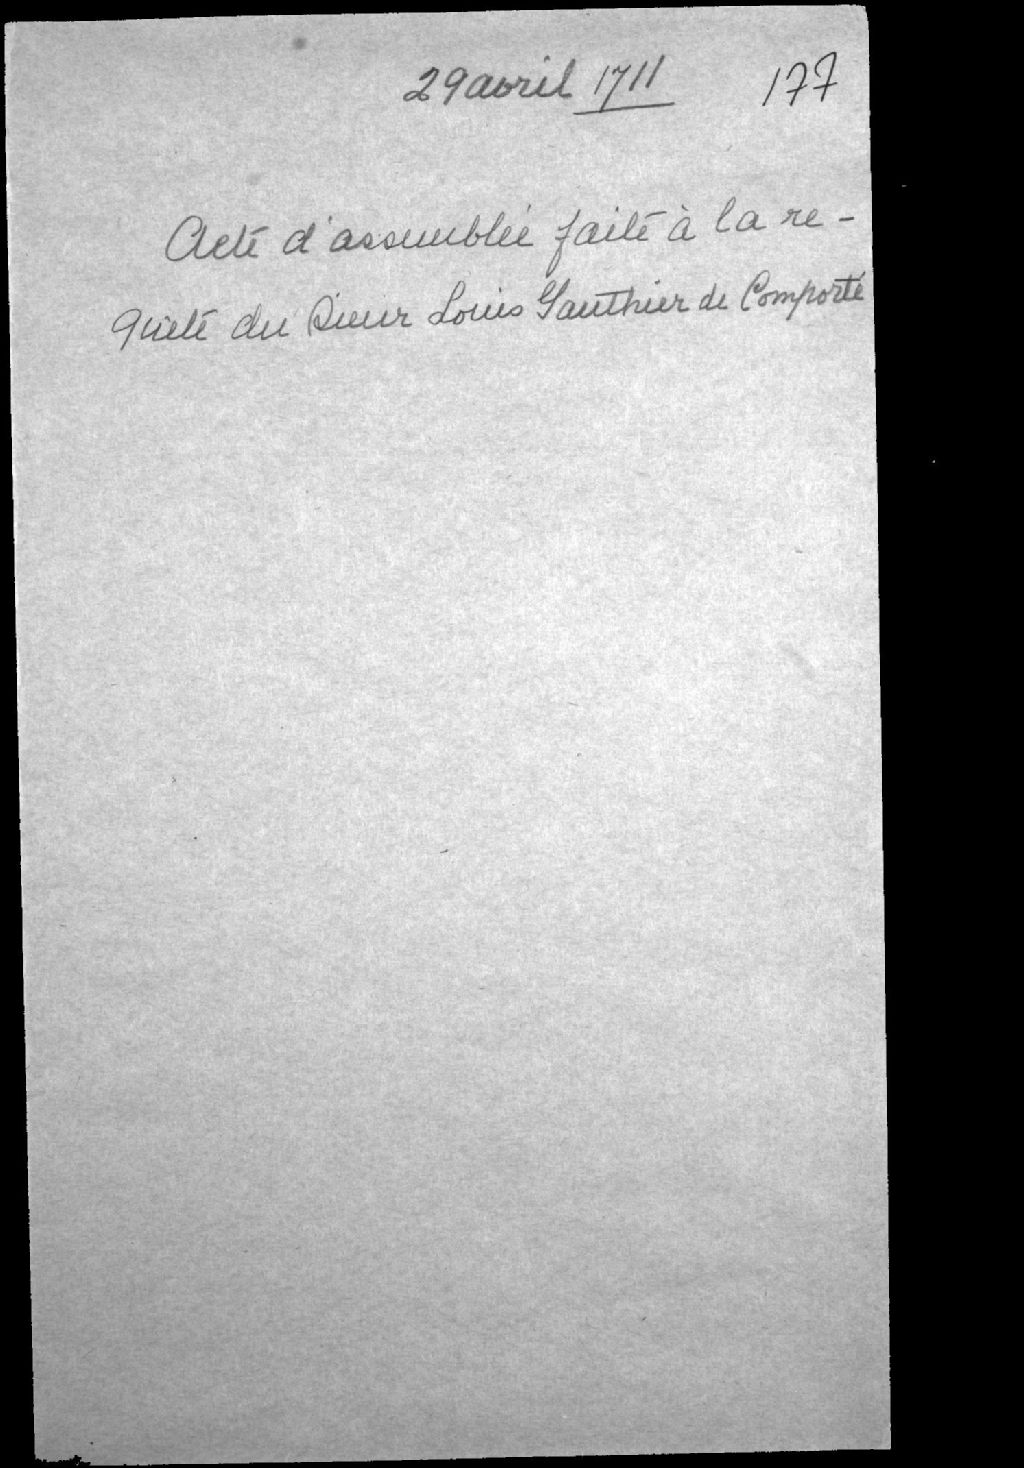 29 avril 1711 177
Acte d'assemblée faite à la re-
quête du Sieur Louis Gauthier de Comporté